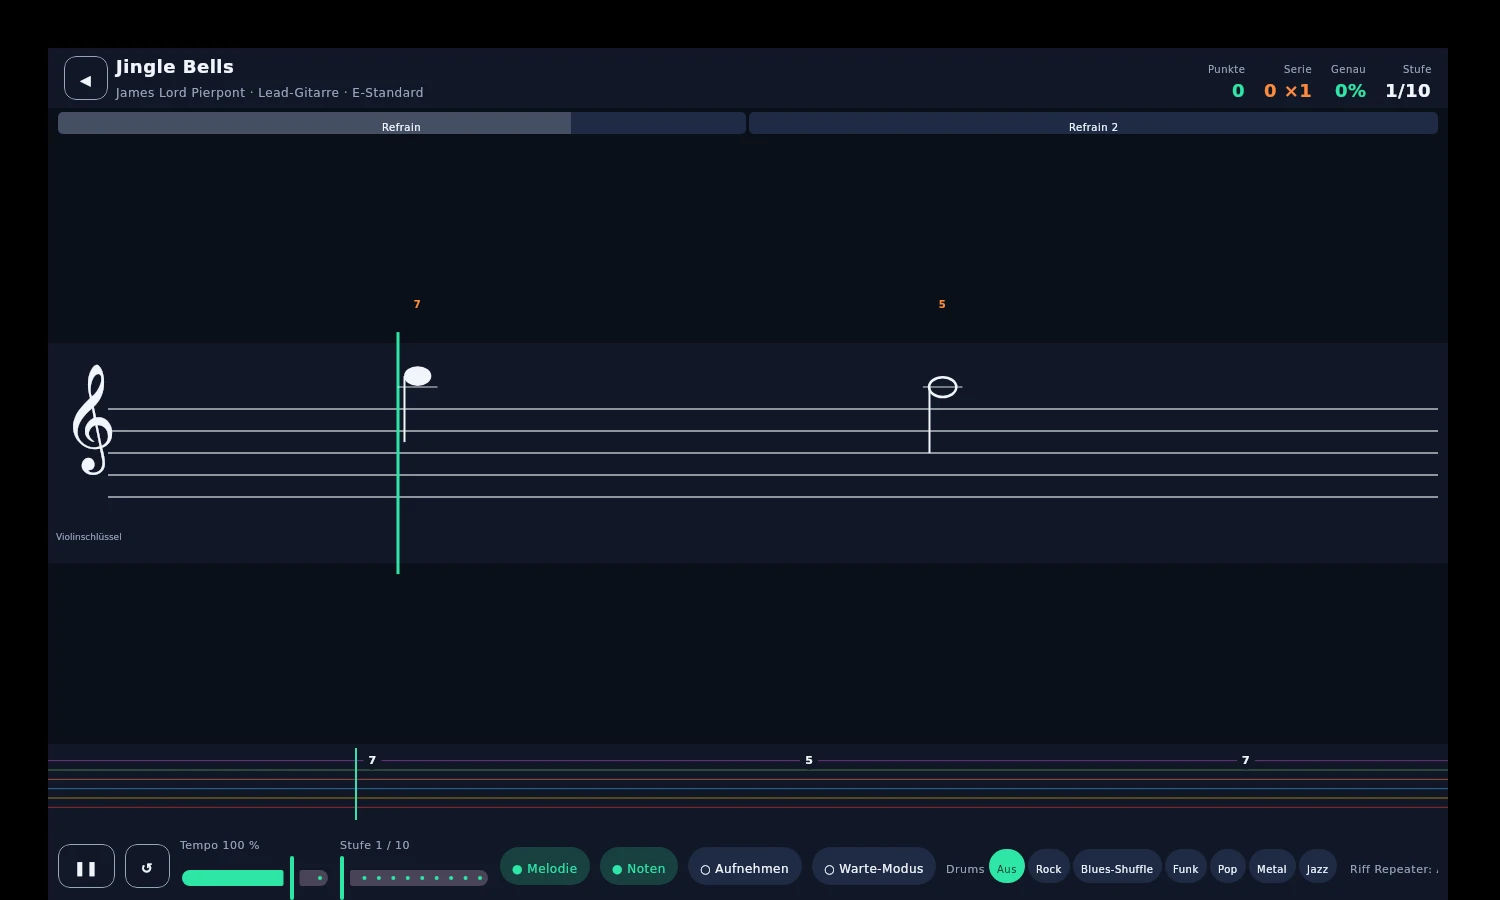 ◀ Jingle Bells
James Lord Pierpont · Lead-Gitarre · E-Standard
Punkte Serie Genau Stufe
0 0 ×1 0% 1/10
Refrain Refrain 2
7 5
Violinschlüssel
7 5 7
Tempo 100 % Stufe 1 / 10
● Melodie ● Noten ○ Aufnehmen ○ Warte-Modus Drums Aus Rock Blues-Shuffle Funk Pop Metal Jazz Riff Repeater: